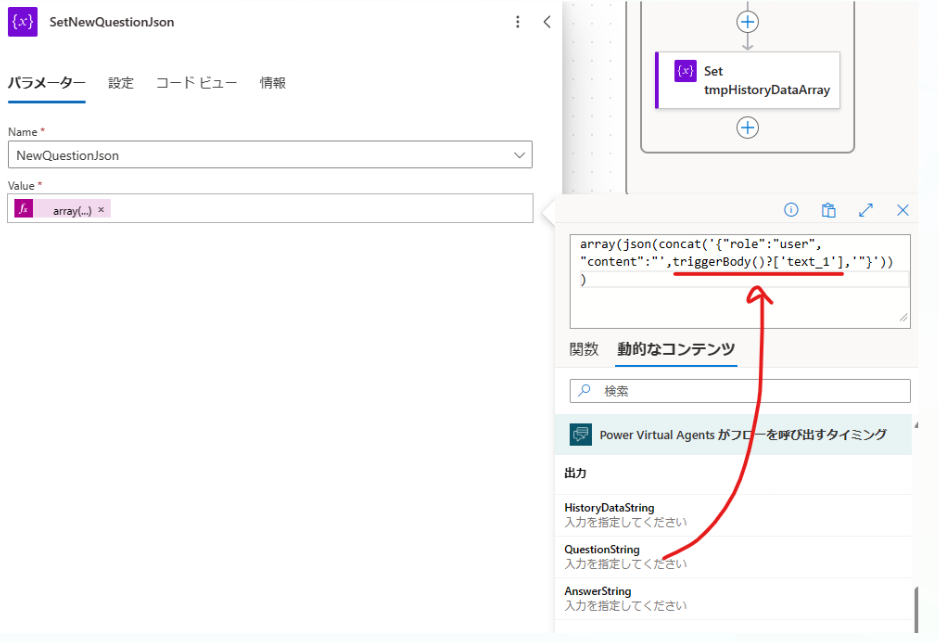 {x} SetNewQuestionJson
パラメーター 設定 コード ビュー 情報
Name *
NewQuestionJson
Value *
fx array(...) ×
{x} Set
tmpHistoryDataArray
array(json(concat('{"role":"user",
"content":"',triggerBody()?['text_1'],'"}'))
)
関数 動的なコンテンツ
検索
Power Virtual Agents がフローを呼び出すタイミング
出力
HistoryDataString
入力を指定してください
QuestionString
入力を指定してください
AnswerString
入力を指定してください